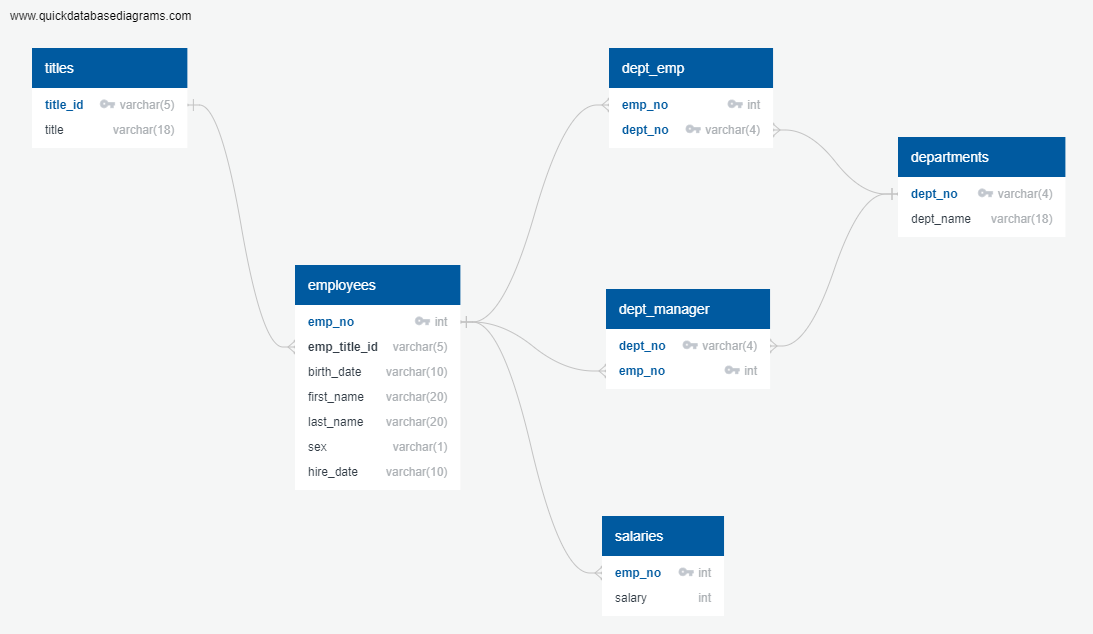 www.quickdatabasediagrams.com
titles
title_id varchar(5)
title varchar(18)
employees
emp_no int
emp_title_id varchar(5)
birth_date varchar(10)
first_name varchar(20)
last_name varchar(20)
sex varchar(1)
hire_date varchar(10)
dept_emp
emp_no int
dept_no varchar(4)
dept_manager
dept_no varchar(4)
emp_no int
salaries
emp_no int
salary int
departments
dept_no varchar(4)
dept_name varchar(18)